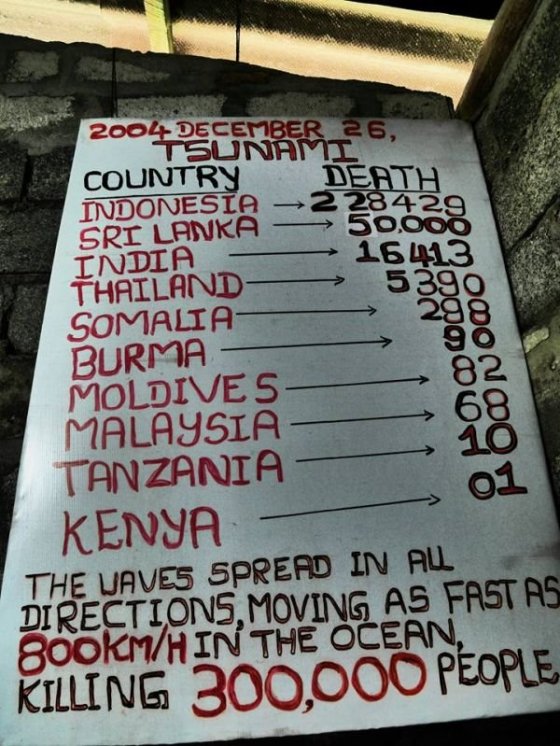 2004 DECEMBER 26,
TSUNAMI
COUNTRY DEATH
INDONESIA → 228429
SRI LANKA → 50,000
INDIA → 16413
THAILAND → 5390
SOMALIA → 298
BURMA → 90
MOLDIVES → 82
MALAYSIA → 68
TANZANIA → 10
KENYA → 01
THE WAVES SPREAD IN ALL
DIRECTIONS, MOVING AS FAST AS
800KM/H IN THE OCEAN,
KILLING 300,000 PEOPLE